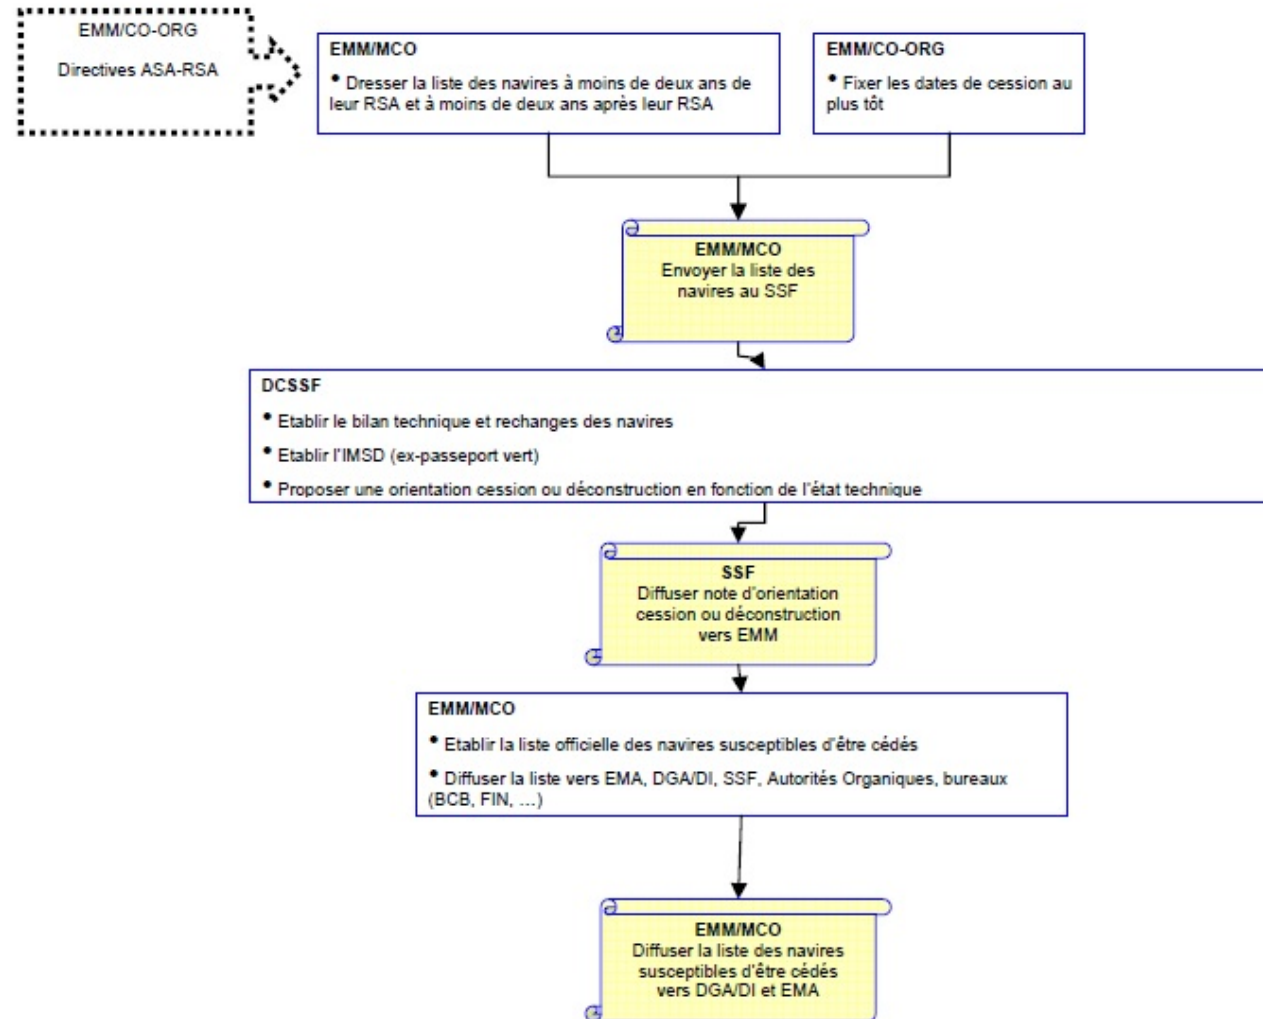 EMM/CO-ORG
Directives ASA-RSA
EMM/MCO
• Dresser la liste des navires à moins de deux ans de
leur RSA et à moins de deux ans après leur RSA
EMM/CO-ORG
• Fixer les dates de cession au
plus tôt
EMM/MCO
Envoyer la liste des
navires au SSF
DCSSF
• Etablir le bilan technique et rechanges des navires
• Etablir l'IMSD (ex-passeport vert)
• Proposer une orientation cession ou déconstruction en fonction de l'état technique
SSF
Diffuser note d'orientation
cession ou déconstruction
vers EMM
EMM/MCO
• Etablir la liste officielle des navires susceptibles d'être cédés
• Diffuser la liste vers EMA, DGA/DI, SSF, Autorités Organiques, bureaux
(BCB, FIN, …)
EMM/MCO
Diffuser la liste des navires
susceptibles d'être cédés
vers DGA/DI et EMA